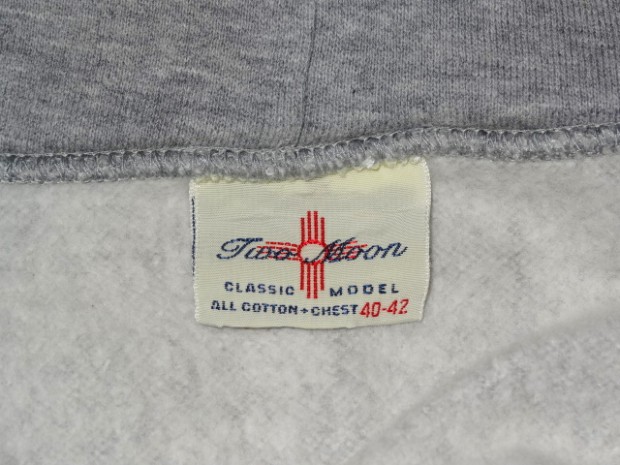 Two Moon
CLASSIC MODEL
ALL COTTON + CHEST 40-42